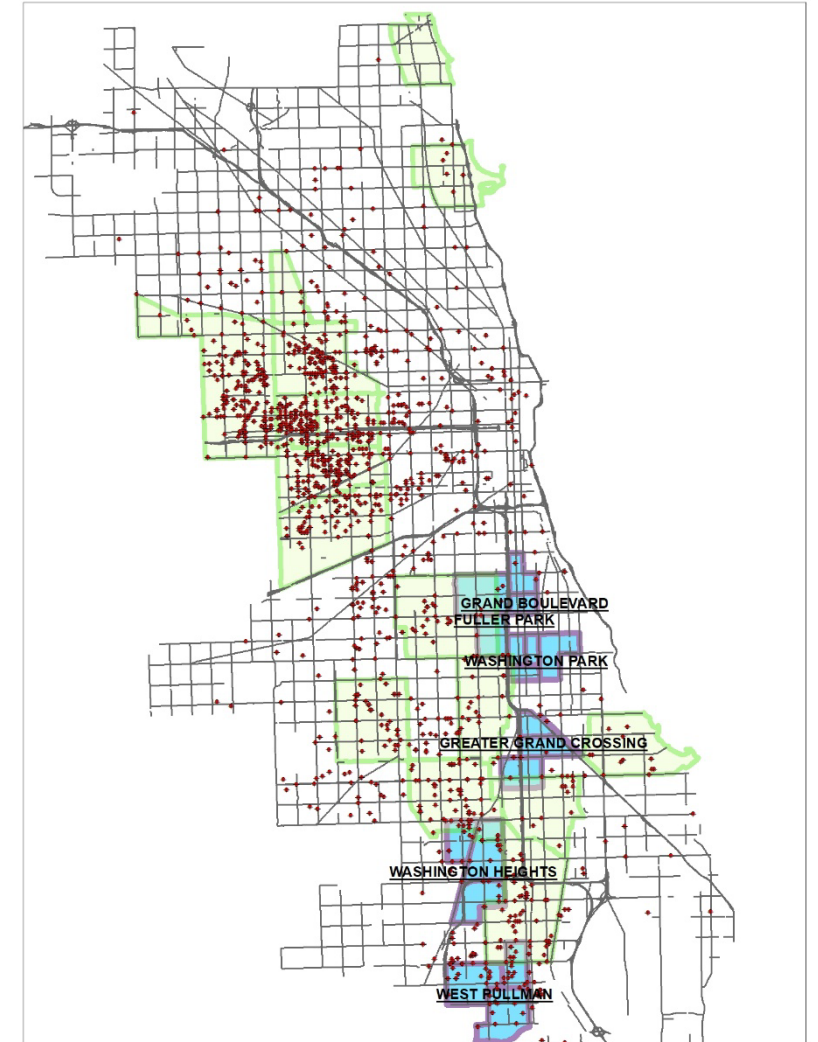 GRAND BOULEVARD
FULLER PARK
WASHINGTON PARK
GREATER GRAND CROSSING
WASHINGTON HEIGHTS
WEST PULLMAN